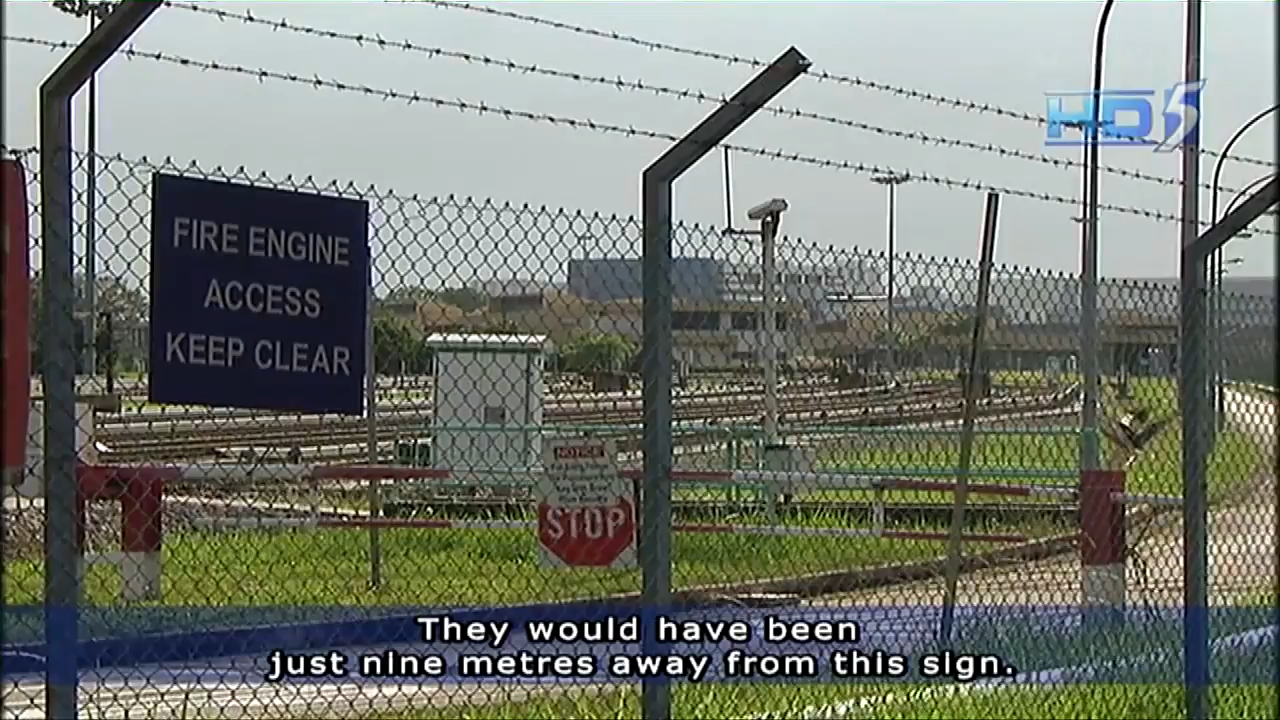 HD5
FIRE ENGINE
ACCESS
KEEP CLEAR
NOTICE
STOP
They would have been
just nine metres away from this sign.